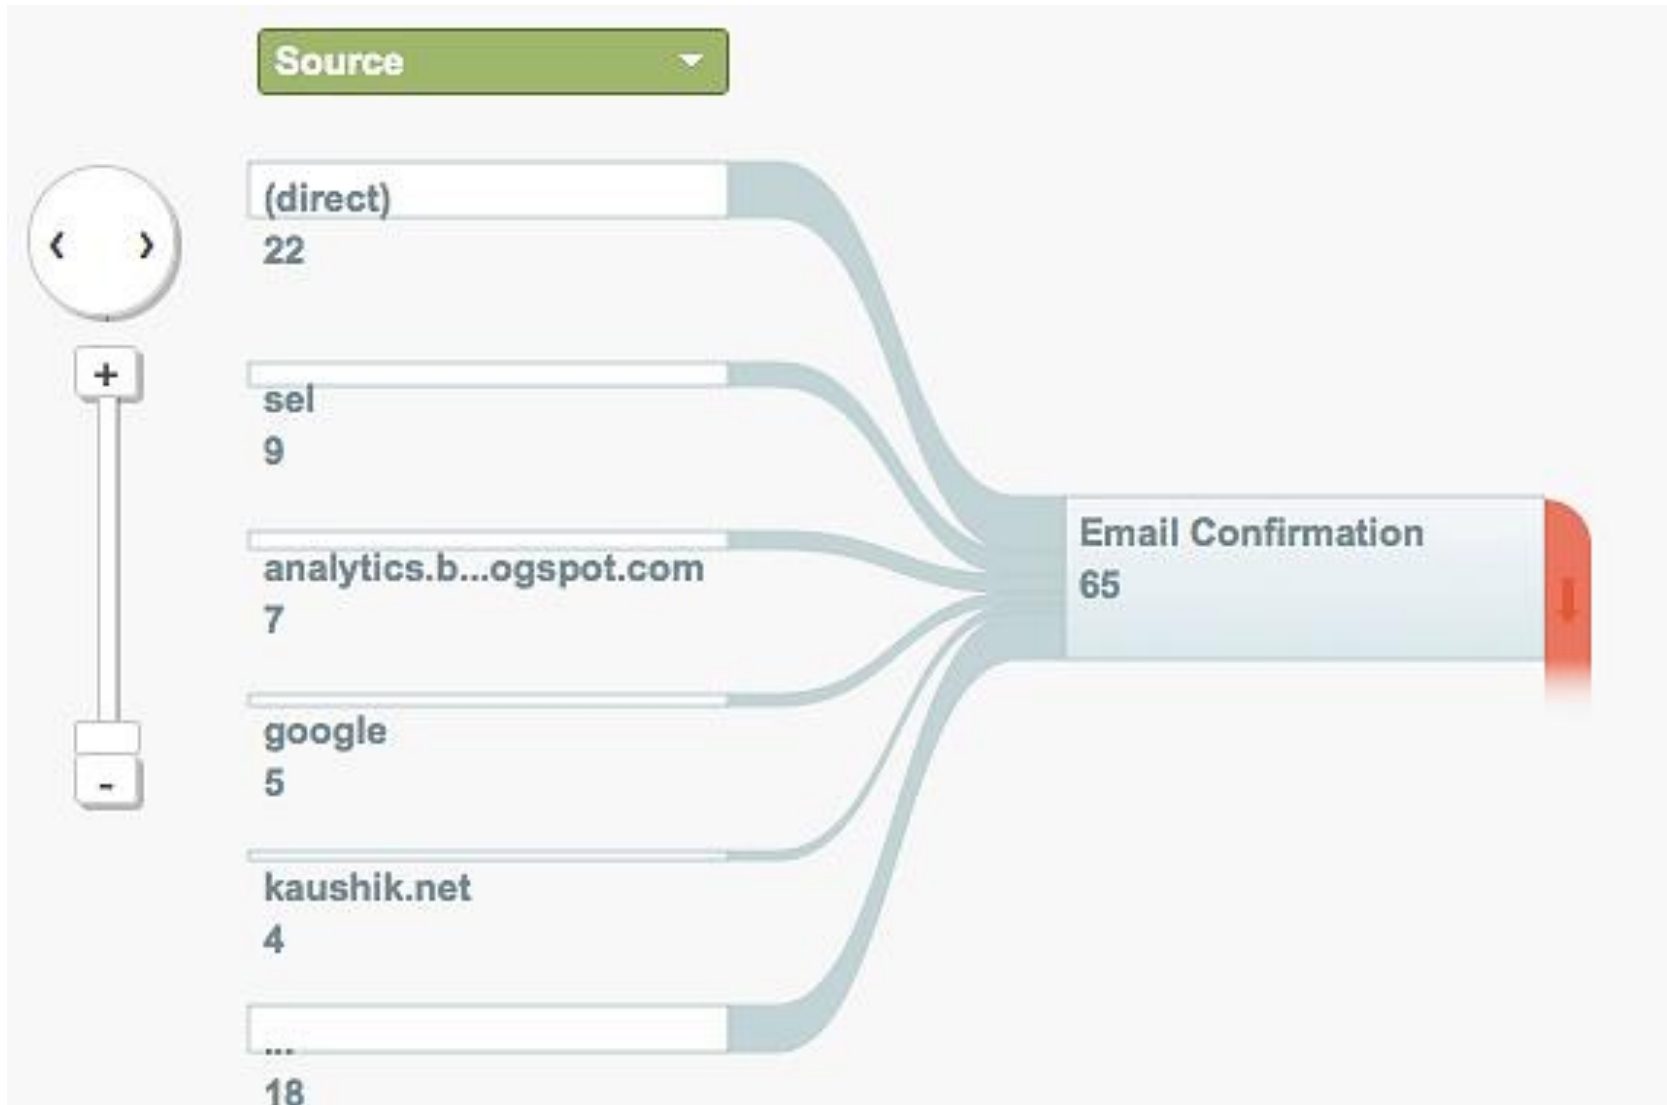 Source
(direct)
22
sel
9
analytics.b...ogspot.com
7
google
5
kaushik.net
4
...
18
Email Confirmation
65
+
-